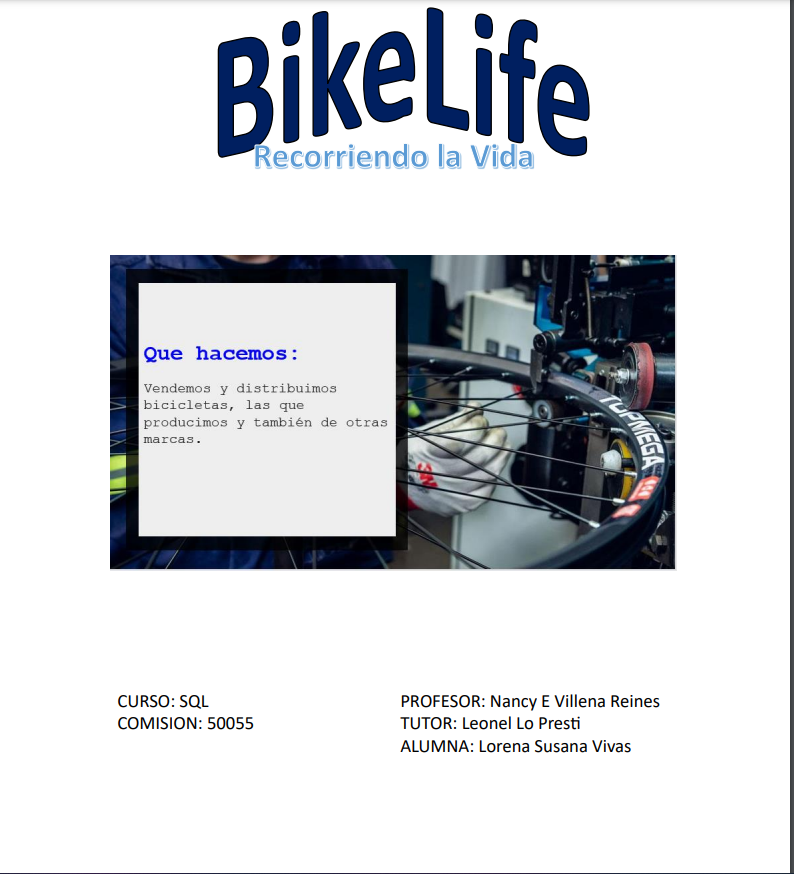 BikeLife
Recorriendo la Vida
Que hacemos:
Vendemos y distribuimos
bicicletas, las que
producimos y también de otras
marcas.
TOPMEGA
CURSO: SQL
COMISION: 50055
PROFESOR: Nancy E Villena Reines
TUTOR: Leonel Lo Presti
ALUMNA: Lorena Susana Vivas